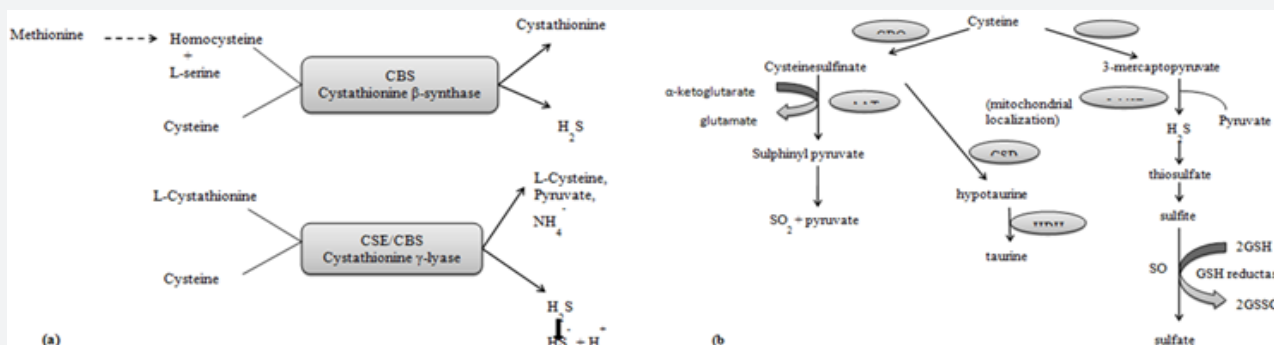 Methionine
Homocysteine
+
L-serine
Cysteine
CBS
Cystathionine β-synthase
Cystathionine
H2S
L-Cystathionine
Cysteine
CSE/CBS
Cystathionine γ-lyase
L-Cysteine,
Pyruvate,
NH4-
H2S
HS- + H+
(a)
Cysteine
Cysteinesulfinate
α-ketoglutarate
glutamate
Sulphinyl pyruvate
SO2 + pyruvate
hypotaurine
taurine
3-mercaptopyruvate
(mitochondrial
localization)
Pyruvate
H2S
thiosulfate
sulfite
SO
2GSH
GSH reductas
2GSSG
sulfate
(b